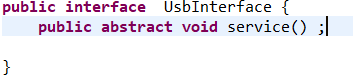 public interface  UsbInterface {
    public abstract void service() ;

}